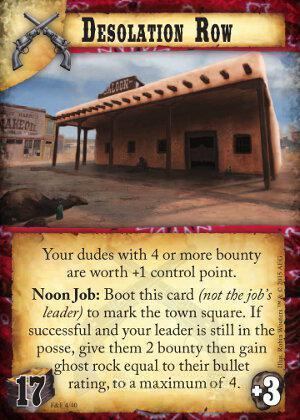 Desolation Row
SALOON
Your dudes with 4 or more bounty
are worth +1 control point.
Noon Job: Boot this card (not the job's
leader) to mark the town square. If
successful and your leader is still in the
posse, give them 2 bounty then gain
ghost rock equal to their bullet
rating, to a maximum of 4.
17
F&F 4/40
+3